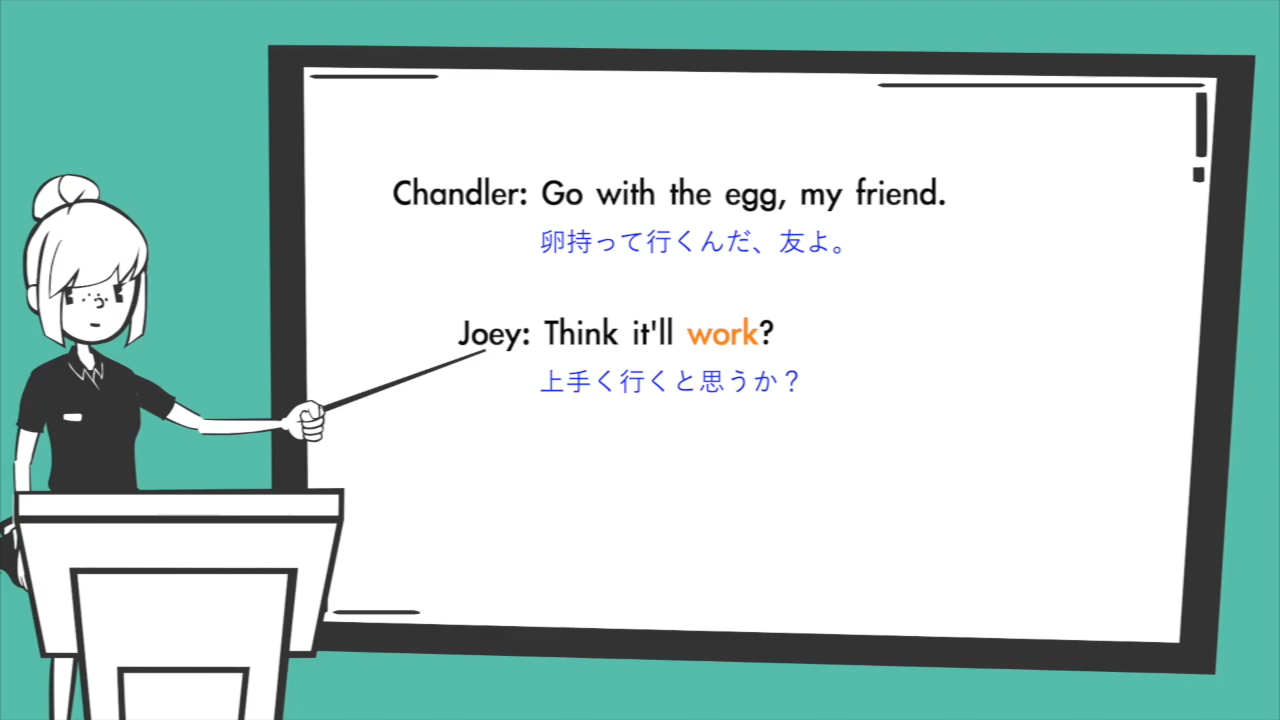 Chandler: Go with the egg, my friend.
卵持って行くんだ、友よ。
Joey: Think it'll work?
上手く行くと思うか？